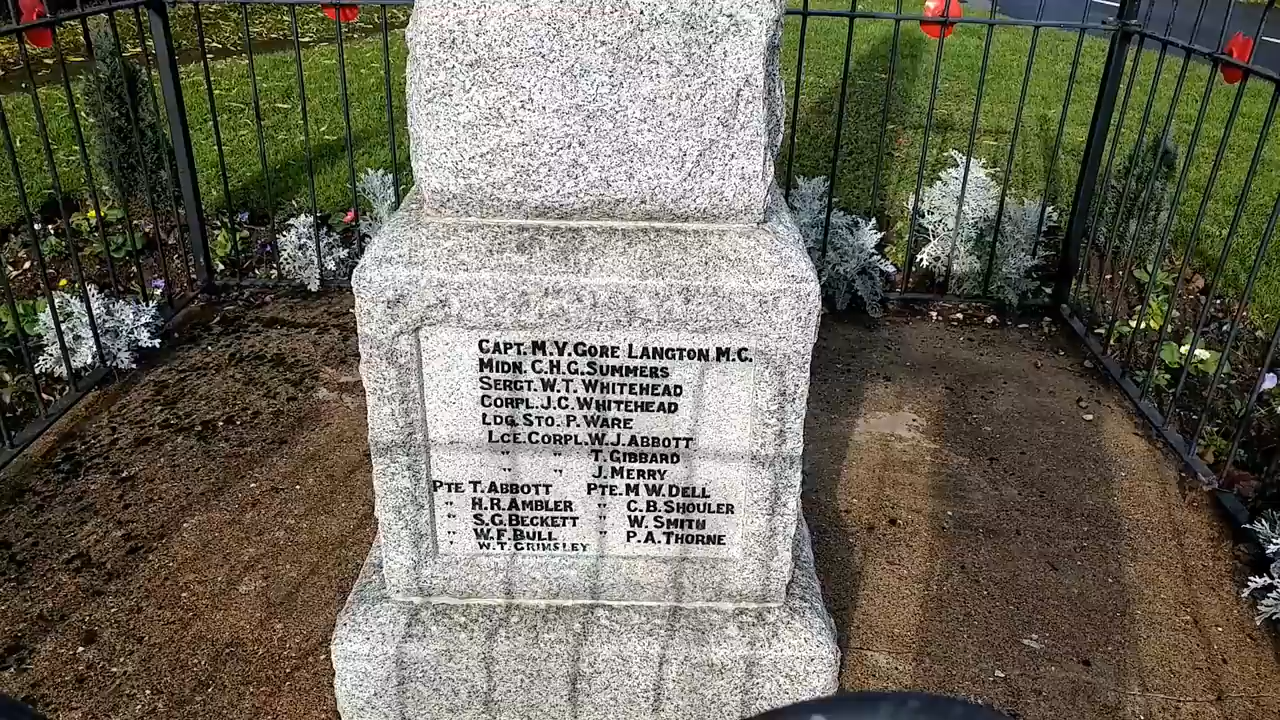 CAPT. M.V. GORE LANGTON M.C.
MIDN. C.H.G. SUMMERS
SERGT. W.T. WHITEHEAD
CORPL. J.C. WHITEHEAD
LDG. STO. P. WARE
LCE. CORPL. W.J. ABBOTT
" " T. GIBBARD
" " J. MERRY
PTE T. ABBOTT PTE. M W. DELL
" H.R. AMBLER " C.B. SHOULER
" S.G. BECKETT " W. SMITH
" W.F. BULL " P.A. THORNE
W.T. GRIMSLEY